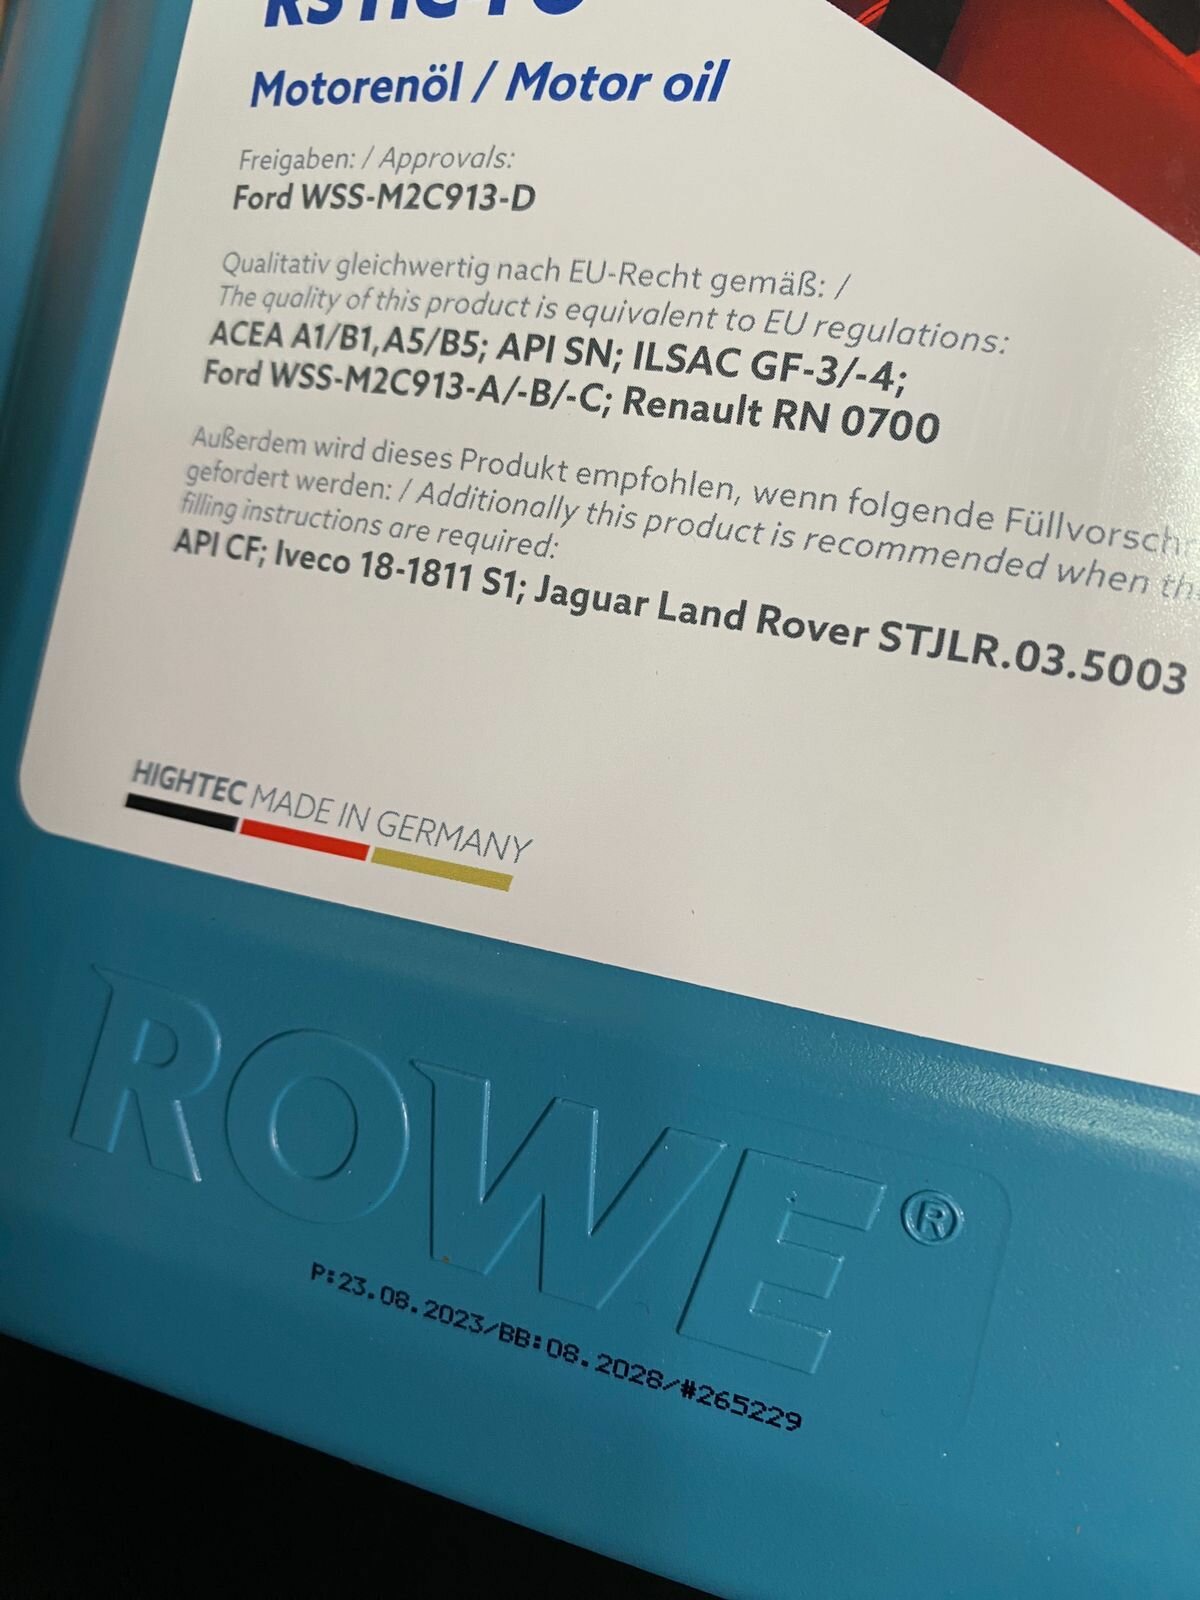 Motorenöl / Motor oil
Freigaben: / Approvals:
Ford WSS-M2C913-D
Qualitativ gleichwertig nach EU-Recht gemäß: /
The quality of this product is equivalent to EU regulations:
ACEA A1/B1, A5/B5; API SN; ILSAC GF-3/-4;
Ford WSS-M2C913-A/-B/-C; Renault RN 0700
Außerdem wird dieses Produkt empfohlen, wenn folgende
gefordert werden: / Additionally this product is recommended when
filling instructions are required:
API CF; Iveco 18-1811 S1; Jaguar Land Rover STJLR.03.5003
HIGHTEC MADE IN GERMANY
ROWE®
P:23.08.2023/BB:08.2028/#265229